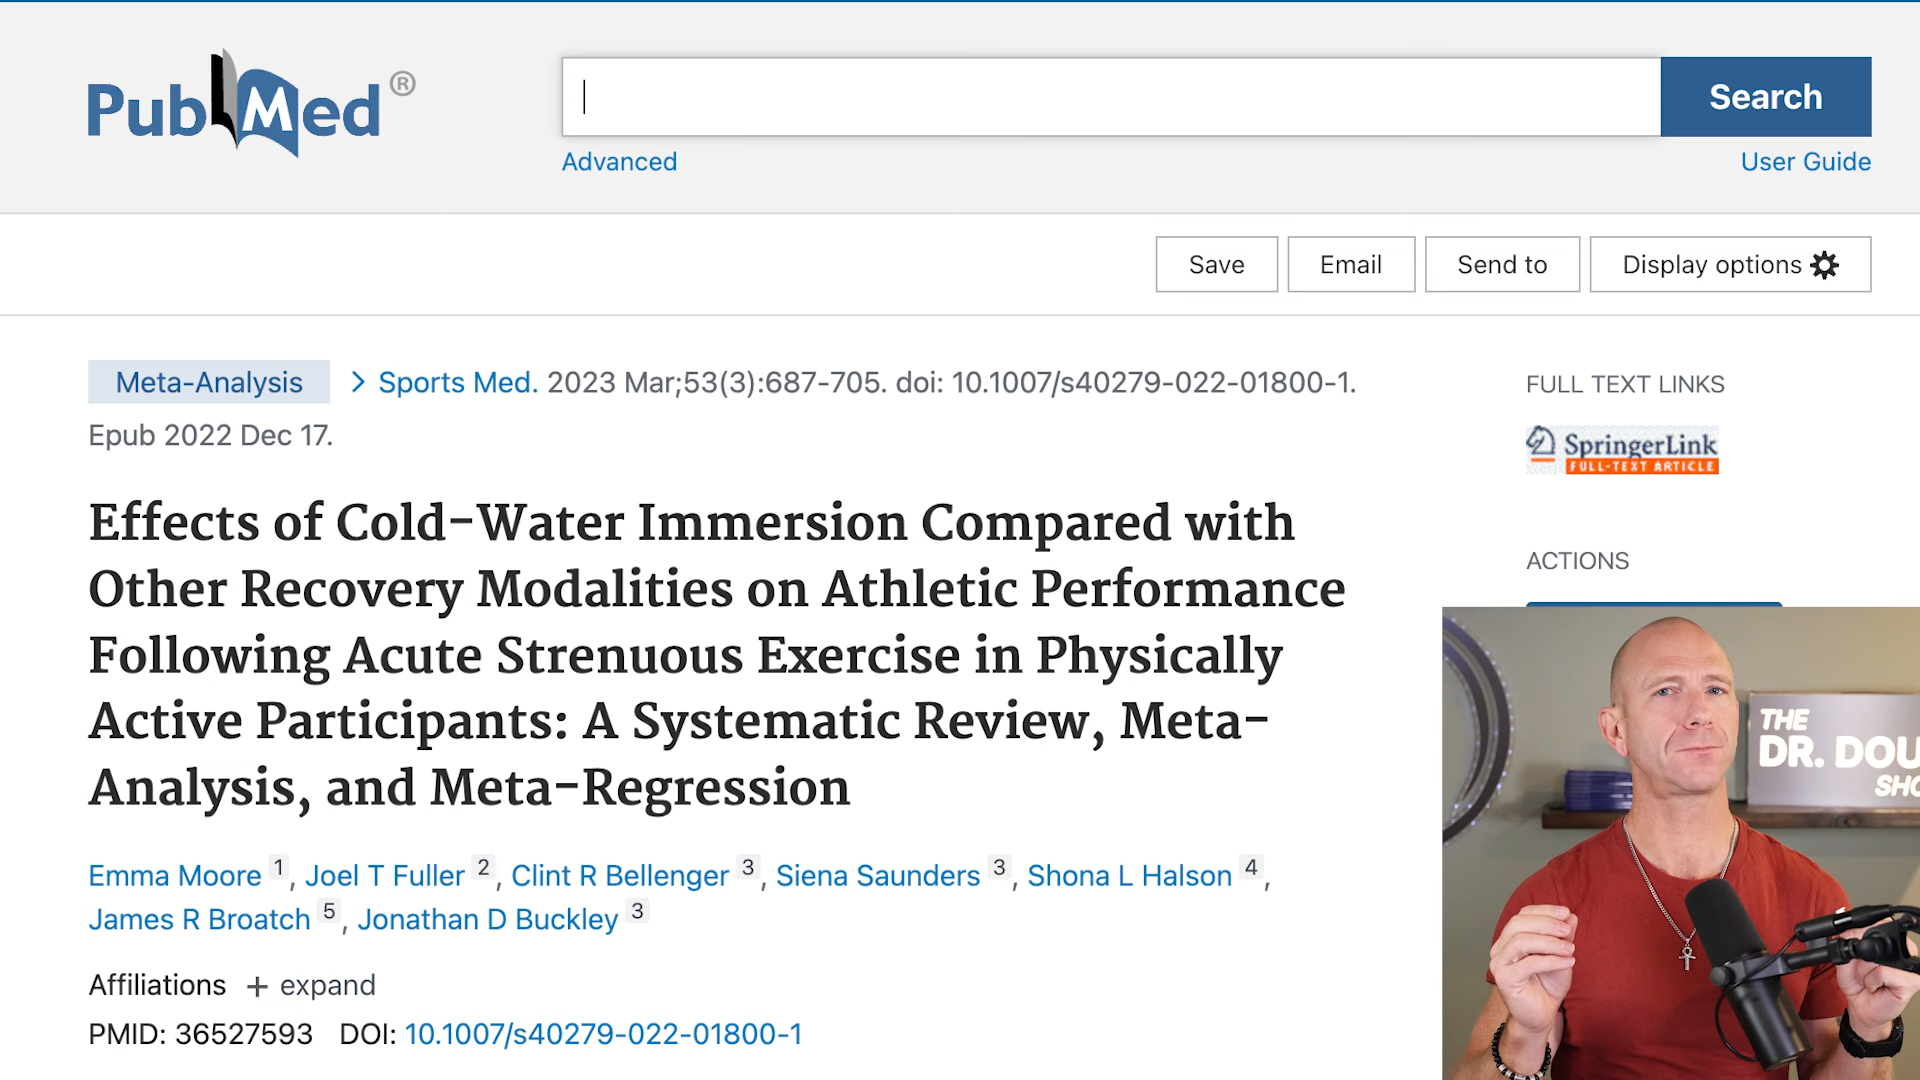 PubMed®
Search
Advanced
User Guide
Save
Email
Send to
Display options
Meta-Analysis
Sports Med. 2023 Mar;53(3):687-705. doi: 10.1007/s40279-022-01800-1.
Epub 2022 Dec 17.
FULL TEXT LINKS
SpringerLink
FULL-TEXT ARTICLE
Effects of Cold-Water Immersion Compared with
Other Recovery Modalities on Athletic Performance
Following Acute Strenuous Exercise in Physically
Active Participants: A Systematic Review, Meta-
Analysis, and Meta-Regression
ACTIONS
THE
DR. DOU
SHO
Emma Moore 1, Joel T Fuller 2, Clint R Bellenger 3, Siena Saunders 3, Shona L Halson 4,
James R Broatch 5, Jonathan D Buckley 3
Affiliations + expand
PMID: 36527593 DOI: 10.1007/s40279-022-01800-1